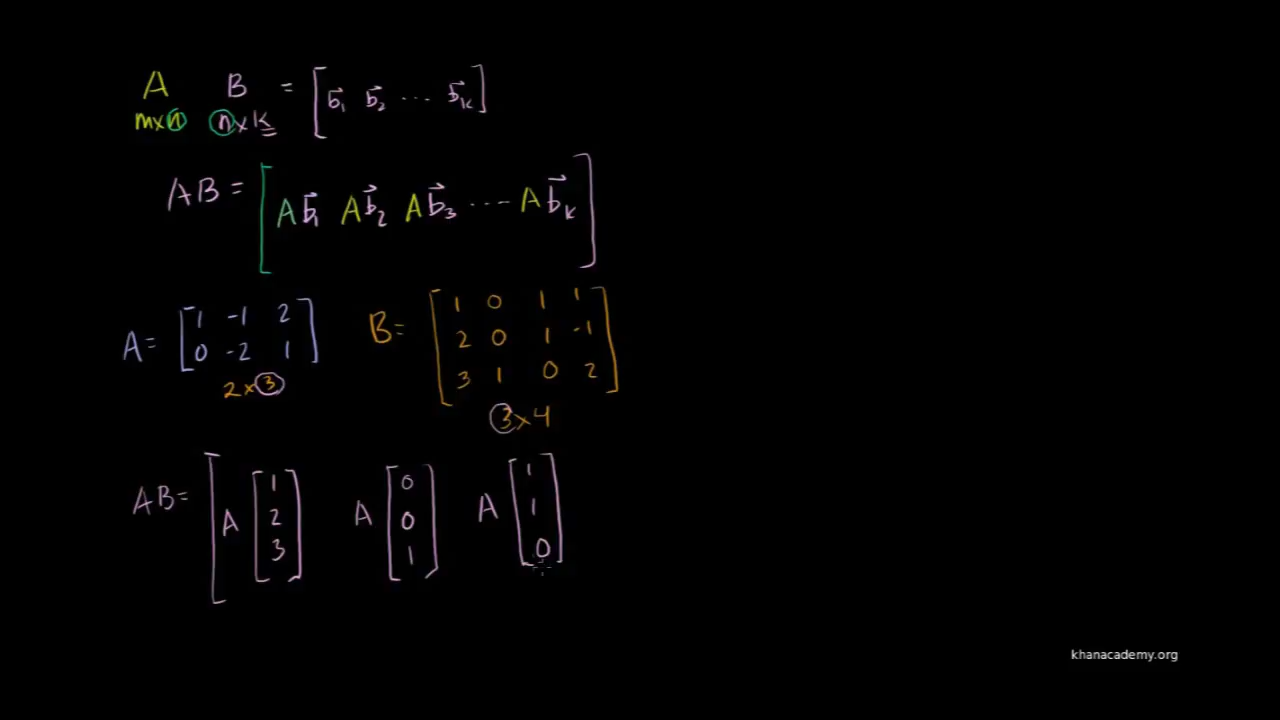 A B = [b⃗₁ b⃗₂ ... b⃗ₖ]
m×n n×k
AB = [Ab⃗₁ Ab⃗₂ Ab⃗₃ ... Ab⃗ₖ]
A = [1 -1 2
0 -2 1]
2×3
B = [1 0 1 1
2 0 1 -1
3 1 0 2]
3×4
AB = [A [1 2 3] A [0 0 1] A [1 1 0]
khanacademy.org